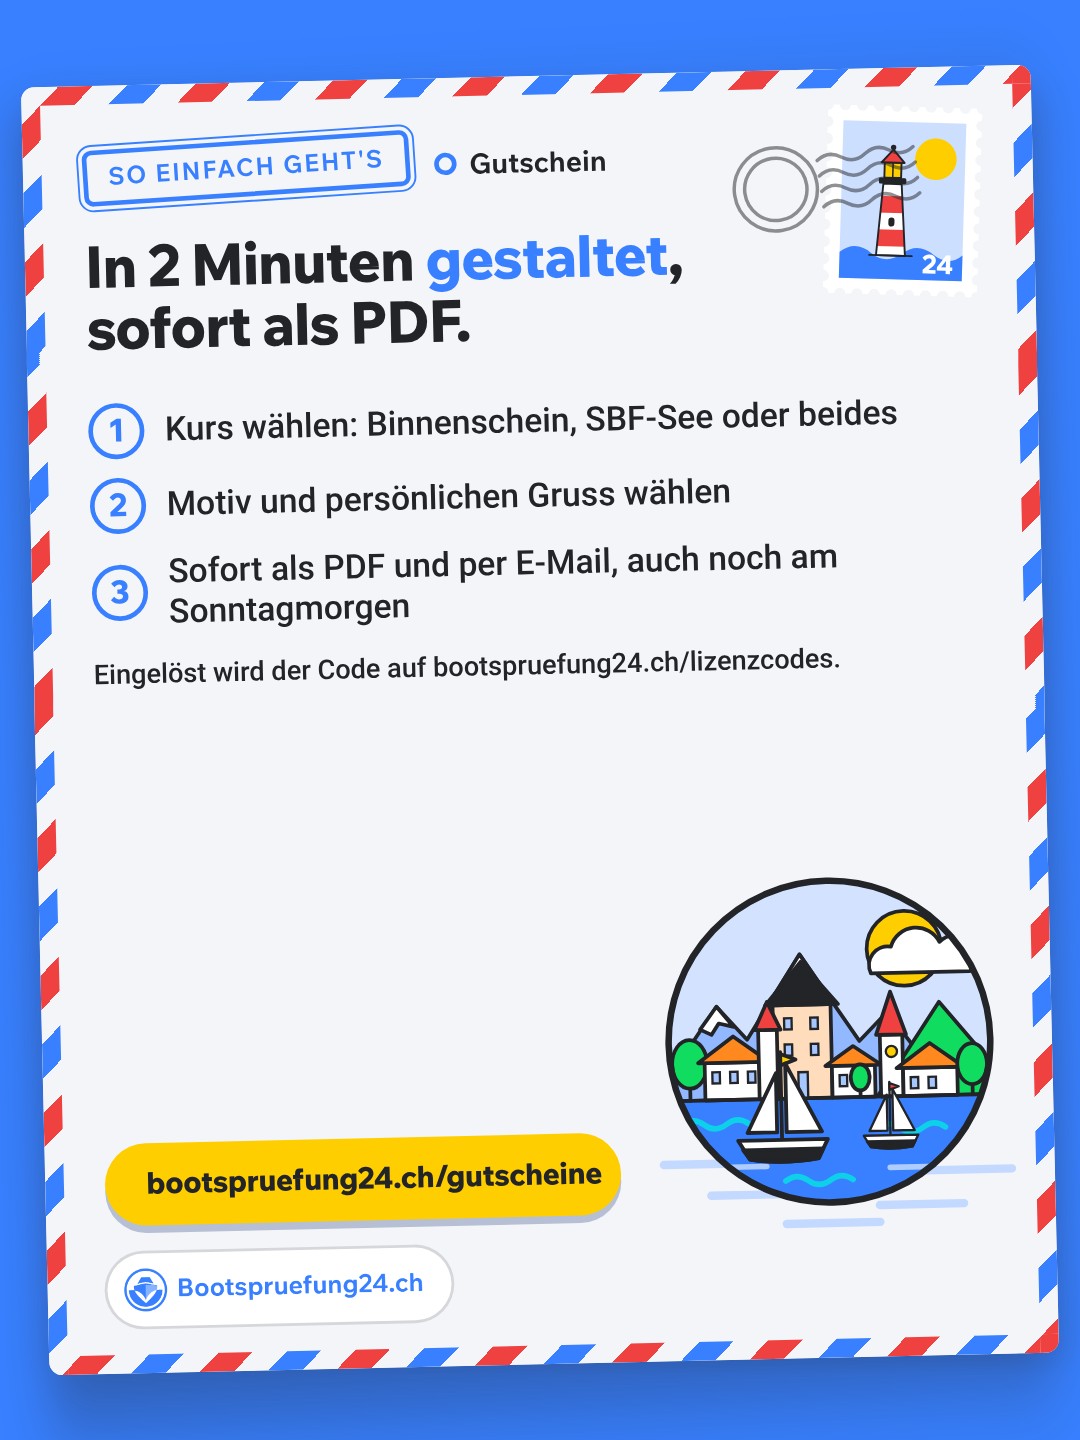 SO EINFACH GEHT'S
Gutschein
24
In 2 Minuten gestaltet,
sofort als PDF.
1 Kurs wählen: Binnenschein, SBF-See oder beides
2 Motiv und persönlichen Gruss wählen
3 Sofort als PDF und per E-Mail, auch noch am
Sonntagmorgen
Eingelöst wird der Code auf bootspruefung24.ch/lizenzcodes.
bootspruefung24.ch/gutscheine
Bootspruefung24.ch